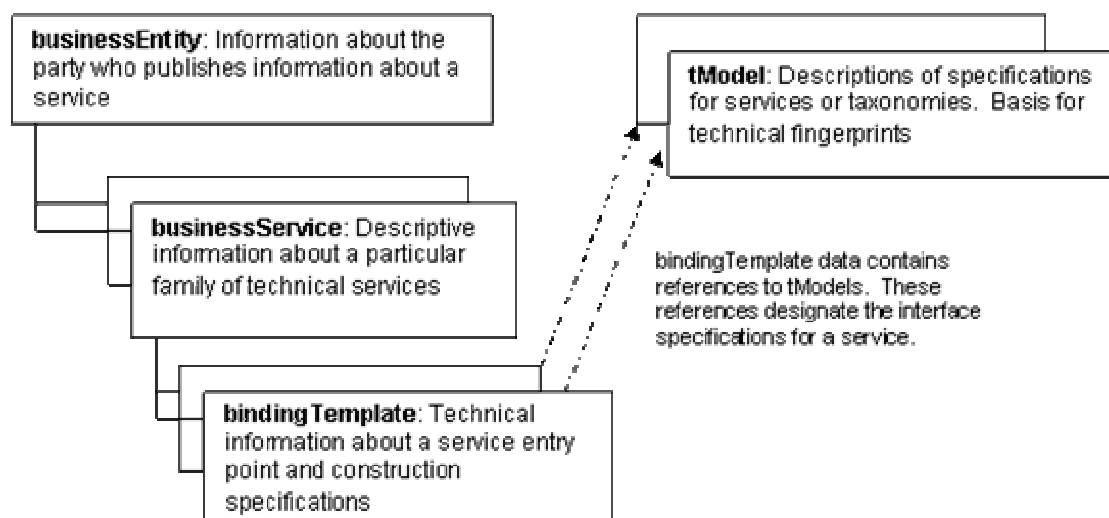 businessEntity: Information about the
party who publishes information about a
service
tModel: Descriptions of specifications
for services or taxonomies. Basis for
technical fingerprints
businessService: Descriptive
information about a particular
family of technical services
bindingTemplate data contains
references to tModels. These
references designate the interface
specifications for a service.
bindingTemplate: Technical
information about a service entry
point and construction
specifications